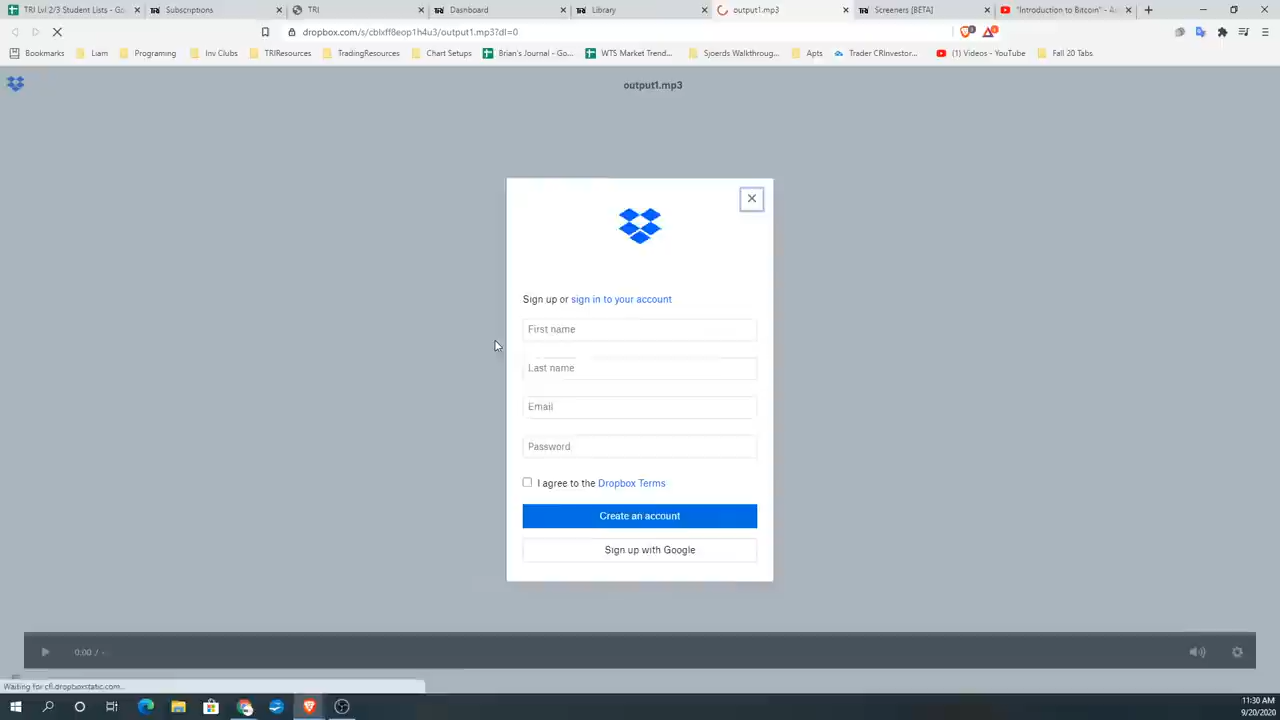 TRI Lvl 2/3 Student Lists - Go
Subscriptions
TRI
Dashboard
Library
output1.mp3
Screeners [BETA]
"Introduction to Bitcoin" - A
dropbox.com/s/cblxff8eop1h4u3/output1.mp3?dl=0
Bookmarks
Liam
Programing
Inv Clubs
TRIResources
TradingResources
Chart Setups
Brian's Journal - Go...
WTS Market Trend...
Sjoerds Walkthroug...
Apts
Trader CRInvestor...
(1) Videos - YouTube
Fall 20 Tabs
output1.mp3
Sign up or sign in to your account
First name
Last name
Email
Password
I agree to the Dropbox Terms
Create an account
Sign up with Google
0:00 / -
Waiting for cfl.dropboxstatic.com...
11:30 AM
9/20/2020